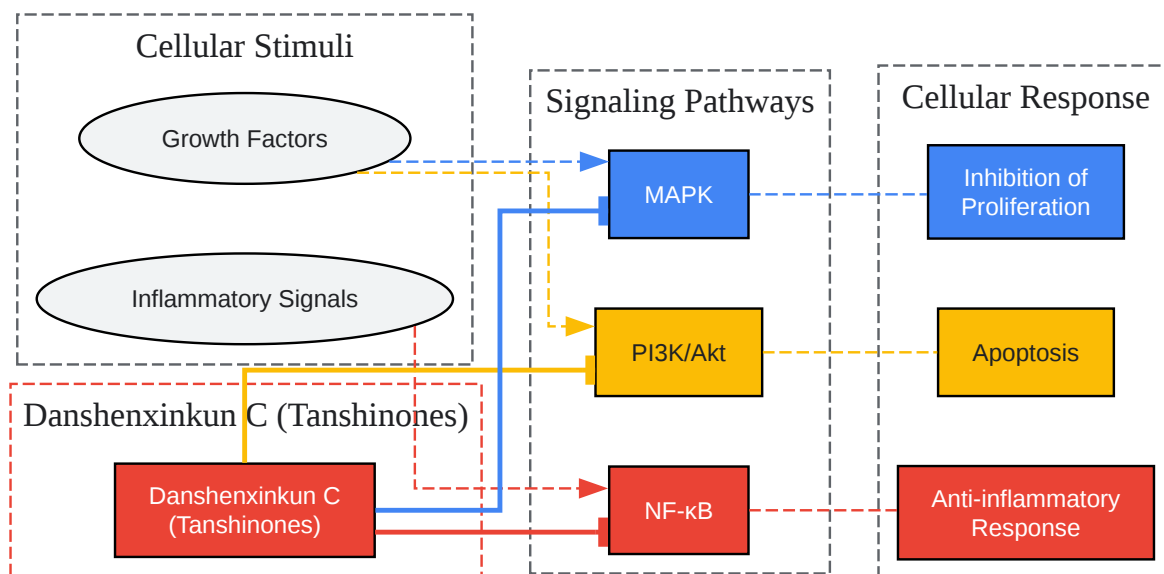 Cellular Stimuli
Growth Factors
Inflammatory Signals
Danshenxinkun C (Tanshinones)
Danshenxinkun C
(Tanshinones)
Signaling Pathways
MAPK
PI3K/Akt
NF-κB
Cellular Response
Inhibition of
Proliferation
Apoptosis
Anti-inflammatory
Response